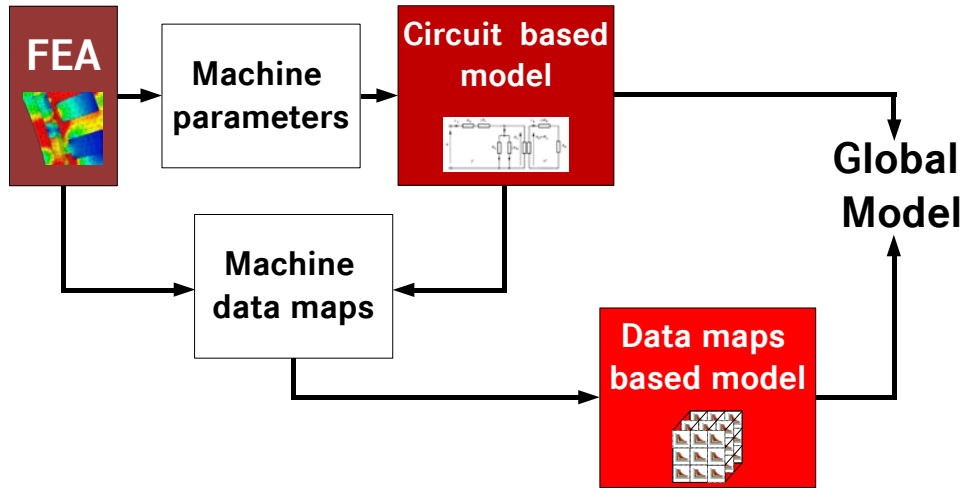 FEA
Machine
parameters
Circuit based
model
Global
Model
Machine
data maps
Data maps
based model